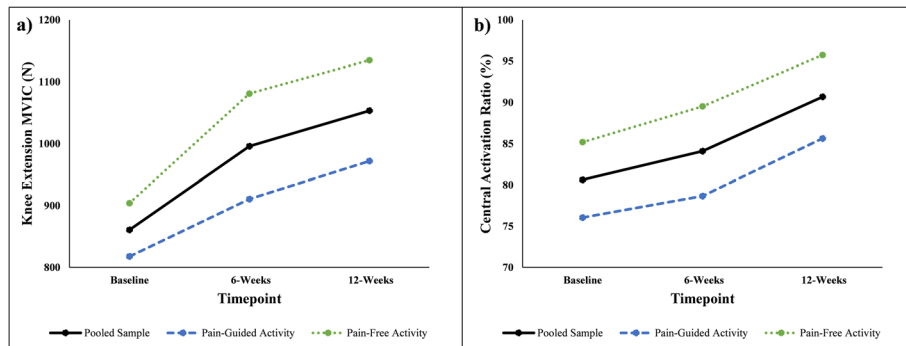 a)
Knee Extension MVIC (N)
1200
1100
1000
900
800
Baseline 6-Weeks 12-Weeks
Timepoint
Pooled Sample Pain-Guided Activity Pain-Free Activity
b)
Central Activation Ratio (%)
100
95
90
85
80
75
70
Baseline 6-Weeks 12-Weeks
Timepoint
Pooled Sample Pain-Guided Activity Pain-Free Activity